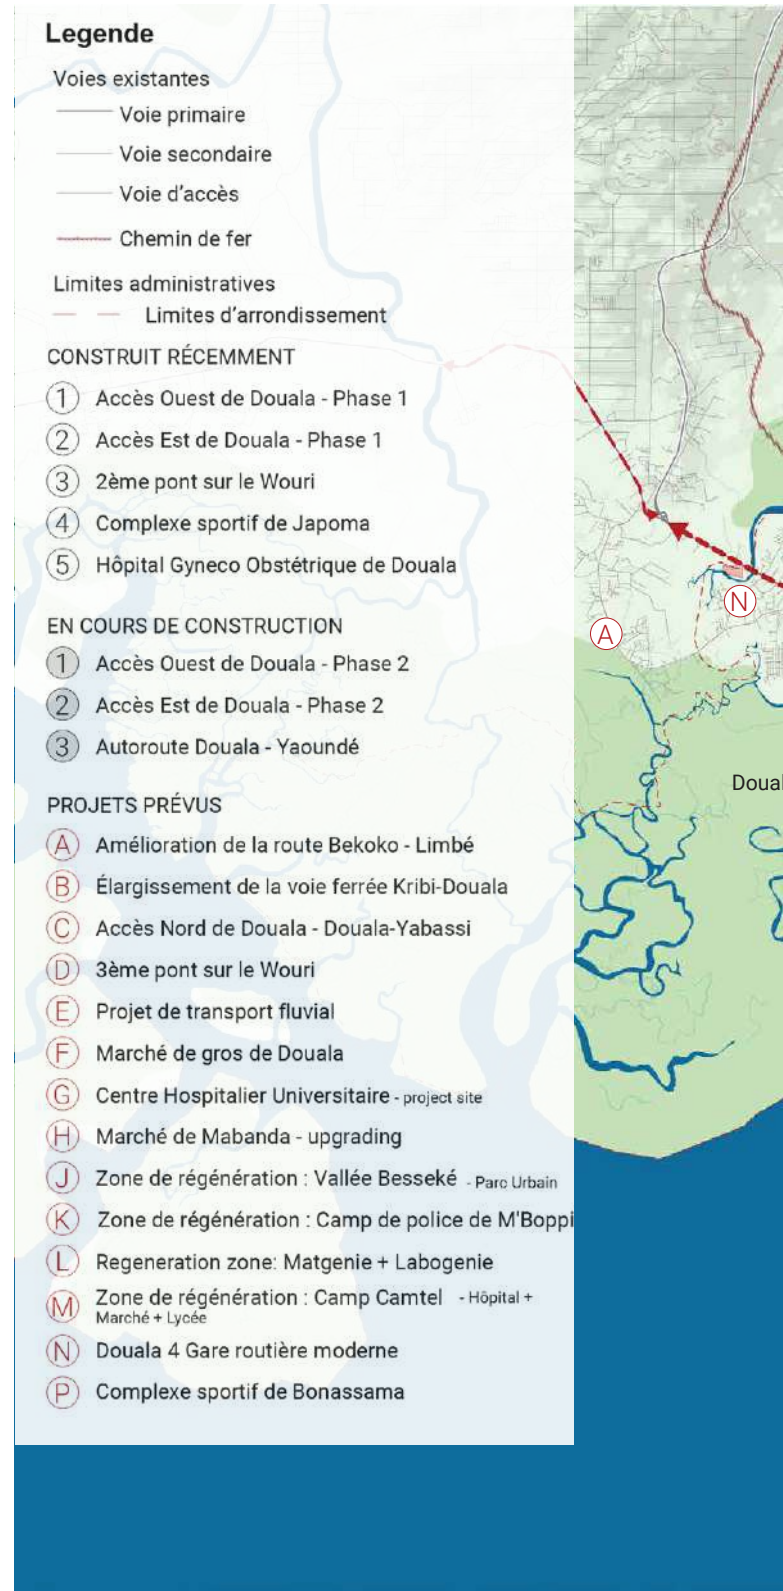 Legende
Voies existantes
Voie primaire
Voie secondaire
Voie d'accès
Chemin de fer
Limites administratives
Limites d'arrondissement
CONSTRUIT RÉCEMMENT
1 Accès Ouest de Douala - Phase 1
2 Accès Est de Douala - Phase 1
3 2ème pont sur le Wouri
4 Complexe sportif de Japoma
5 Hôpital Gyneco Obstétrique de Douala
EN COURS DE CONSTRUCTION
1 Accès Ouest de Douala - Phase 2
2 Accès Est de Douala - Phase 2
3 Autoroute Douala - Yaoundé
PROJETS PRÉVUS
A Amélioration de la route Bekoko - Limbé
B Élargissement de la voie ferrée Kribi-Douala
C Accès Nord de Douala - Douala-Yabassi
D 3ème pont sur le Wouri
E Projet de transport fluvial
F Marché de gros de Douala
G Centre Hospitalier Universitaire - project site
H Marché de Mabanda - upgrading
J Zone de régénération : Vallée Besseké - Parc Urbain
K Zone de régénération : Camp de police de M'Boppi
L Regeneration zone: Matgenie + Labogenie
M Zone de régénération : Camp Camtel - Hôpital +
Marché + Lycée
N Douala 4 Gare routière moderne
P Complexe sportif de Bonassama
N
A
Doual